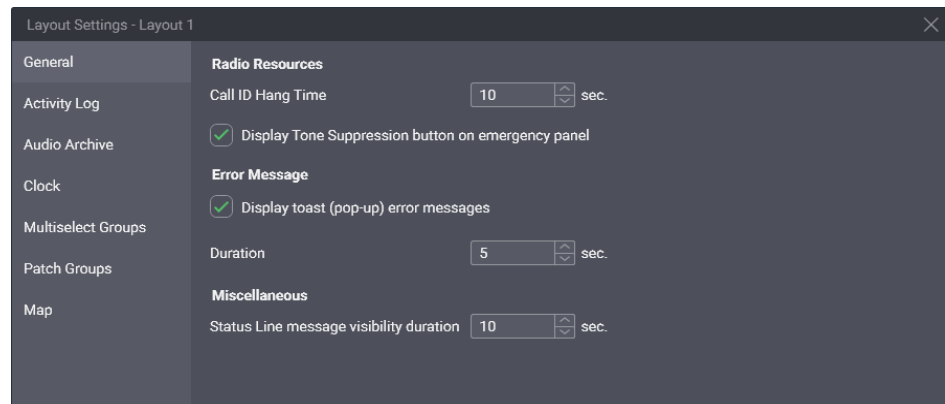 Layout Settings - Layout 1
General
Activity Log
Audio Archive
Clock
Multiselect Groups
Patch Groups
Map
Radio Resources
Call ID Hang Time 10 sec.
Display Tone Suppression button on emergency panel
Error Message
Display toast (pop-up) error messages
Duration 5 sec.
Miscellaneous
Status Line message visibility duration 10 sec.